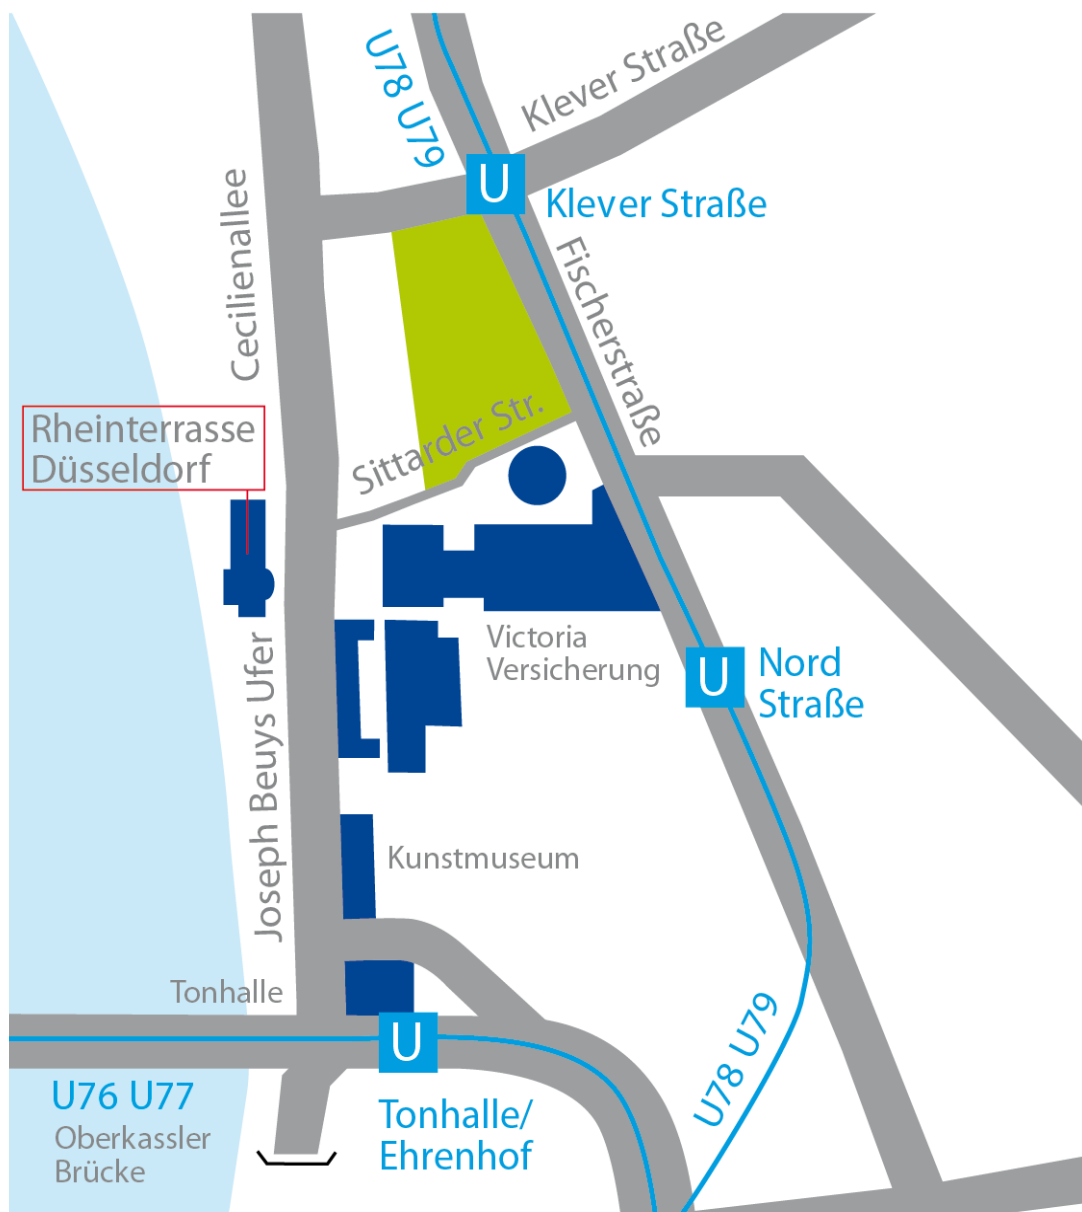 U78 U79
Klever Straße
U
Klever Straße
Cecilienallee
Fischerstraße
Rheinterrasse
Düsseldorf
Sittarder Str.
Victoria
Versicherung
U
Nord
Straße
Joseph Beuys Ufer
Kunstmuseum
Tonhalle
U
U78 U79
U76 U77
Oberkassler
Brücke
Tonhalle/
Ehrenhof